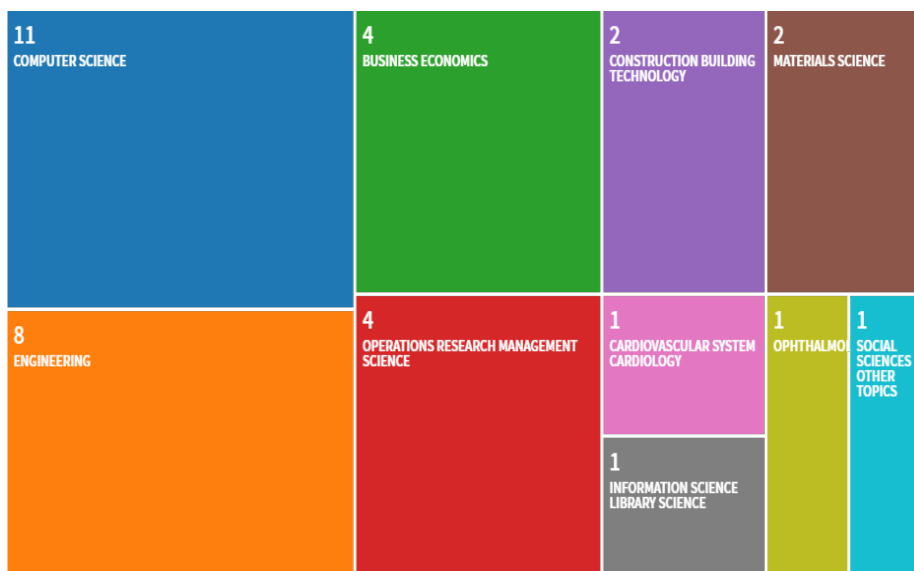 11
COMPUTER SCIENCE
4
BUSINESS ECONOMICS
2
CONSTRUCTION BUILDING
TECHNOLOGY
2
MATERIALS SCIENCE
8
ENGINEERING
4
OPERATIONS RESEARCH MANAGEMENT
SCIENCE
1
CARDIOVASCULAR SYSTEM
CARDIOLOGY
1
INFORMATION SCIENCE
LIBRARY SCIENCE
1
OPHTHALMOL
1
SOCIAL
SCIENCES
OTHER
TOPICS